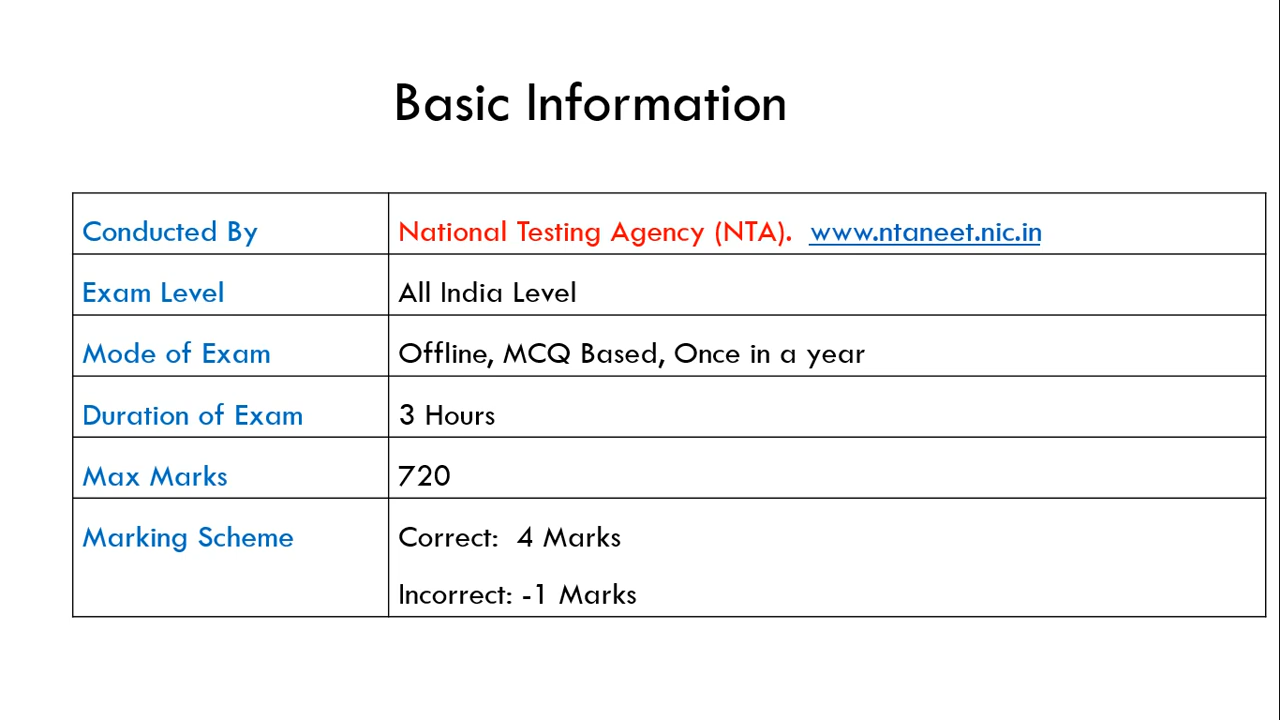 Basic Information
Conducted By
National Testing Agency (NTA).  www.ntaneet.nic.in
Exam Level
All India Level
Mode of Exam
Offline, MCQ Based, Once in a year
Duration of Exam
3 Hours
Max Marks
720
Marking Scheme
Correct:  4 Marks
Incorrect: -1 Marks